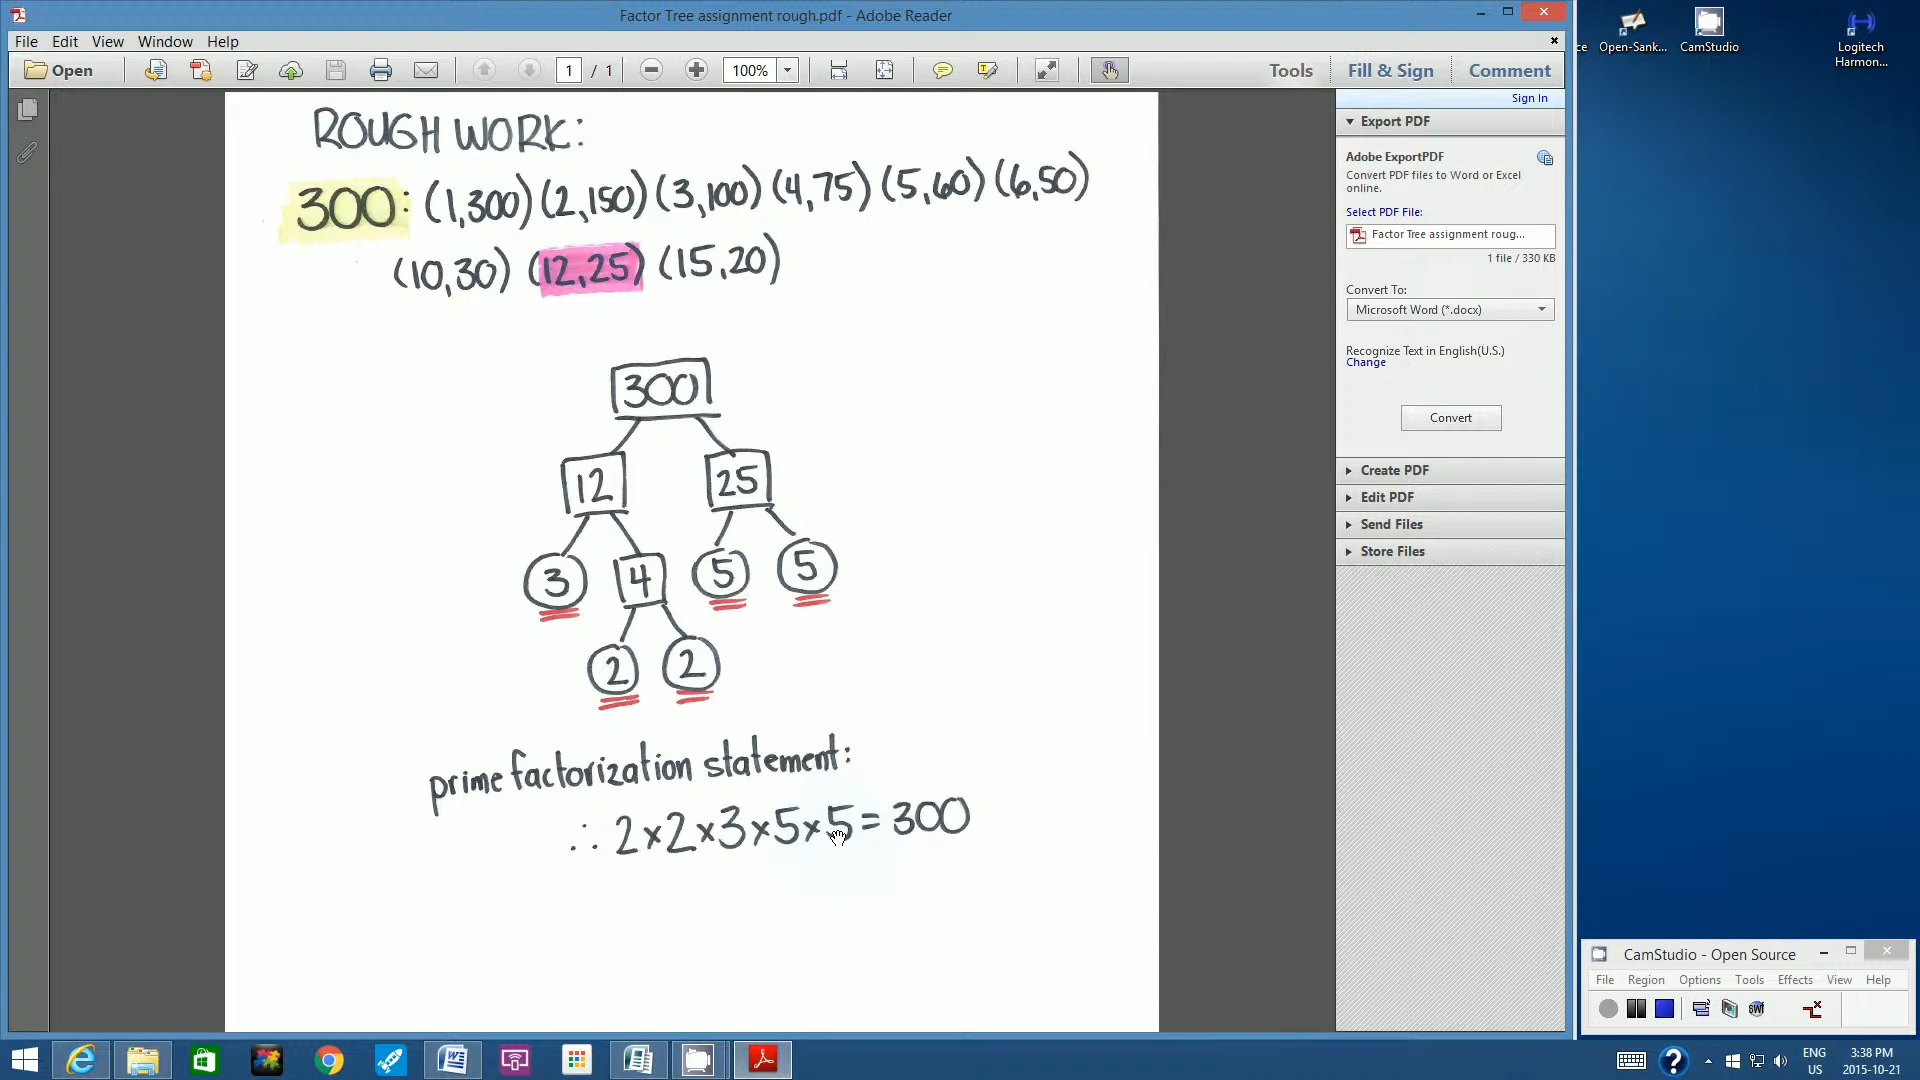 Factor Tree assignment rough.pdf - Adobe Reader
File Edit View Window Help
Open 1 / 1 100% Tools Fill & Sign Comment
Sign In
Export PDF
Adobe ExportPDF
Convert PDF files to Word or Excel
online.
Select PDF File:
Factor Tree assignment roug...
1 file / 330 KB
Convert To:
Microsoft Word (*.docx)
Recognize Text in English(U.S.)
Change
Convert
Create PDF
Edit PDF
Send Files
Store Files
ROUGH WORK:
300: (1,300) (2,150) (3,100) (4,75) (5,60) (6,50)
(10,30) (12,25) (15,20)
300
12 25
3 4 5 5
2 2
prime factorization statement:
∴ 2×2×3×5×5=300
ce Open-Sank... CamStudio Logitech
Harmon...
CamStudio - Open Source
File Region Options Tools Effects View Help
swf
ENG 3:38 PM
US 2015-10-21